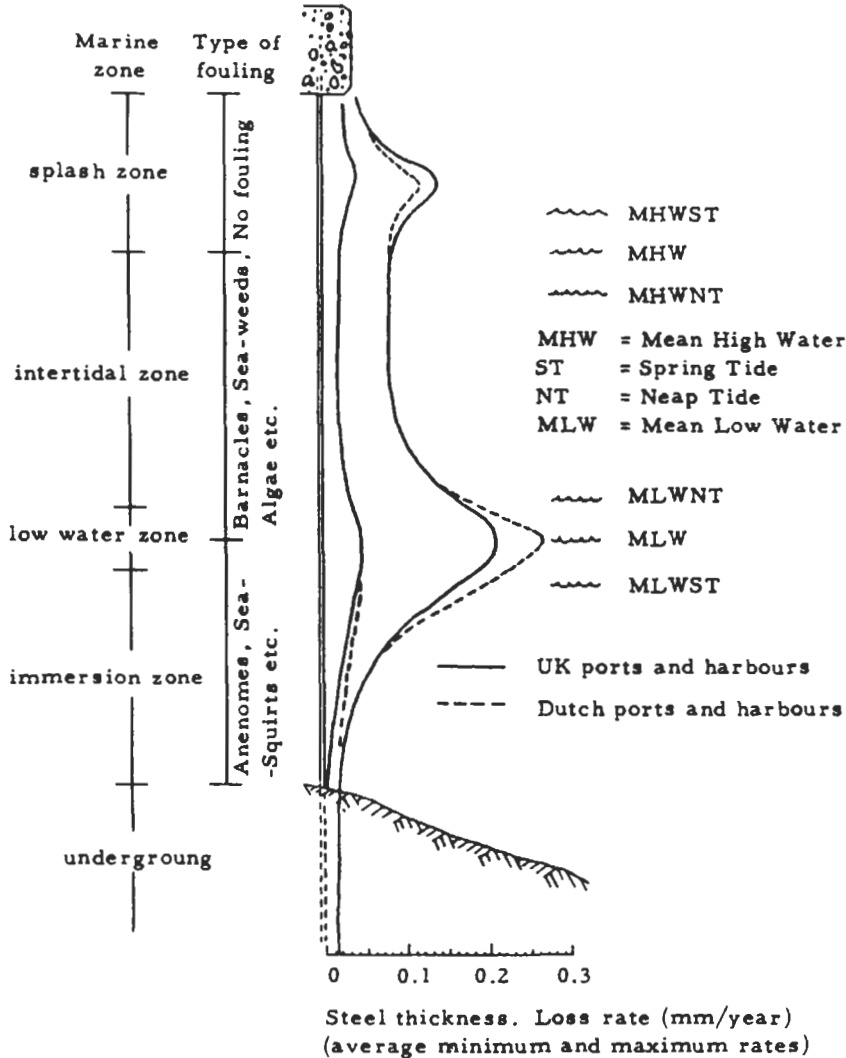 Marine zone
Type of fouling
splash zone
intertidal zone
low water zone
immersion zone
undergroung
No fouling
Barnacles, Sea-weeds,
Algae etc.
Anenomes, Sea-
-Squirts etc.
MHWST
MHW
MHWNT
MHW = Mean High Water
ST = Spring Tide
NT = Neap Tide
MLW = Mean Low Water
MLWNT
MLW
MLWST
UK ports and harbours
Dutch ports and harbours
0 0.1 0.2 0.3
Steel thickness. Loss rate (mm/year)
(average minimum and maximum rates)